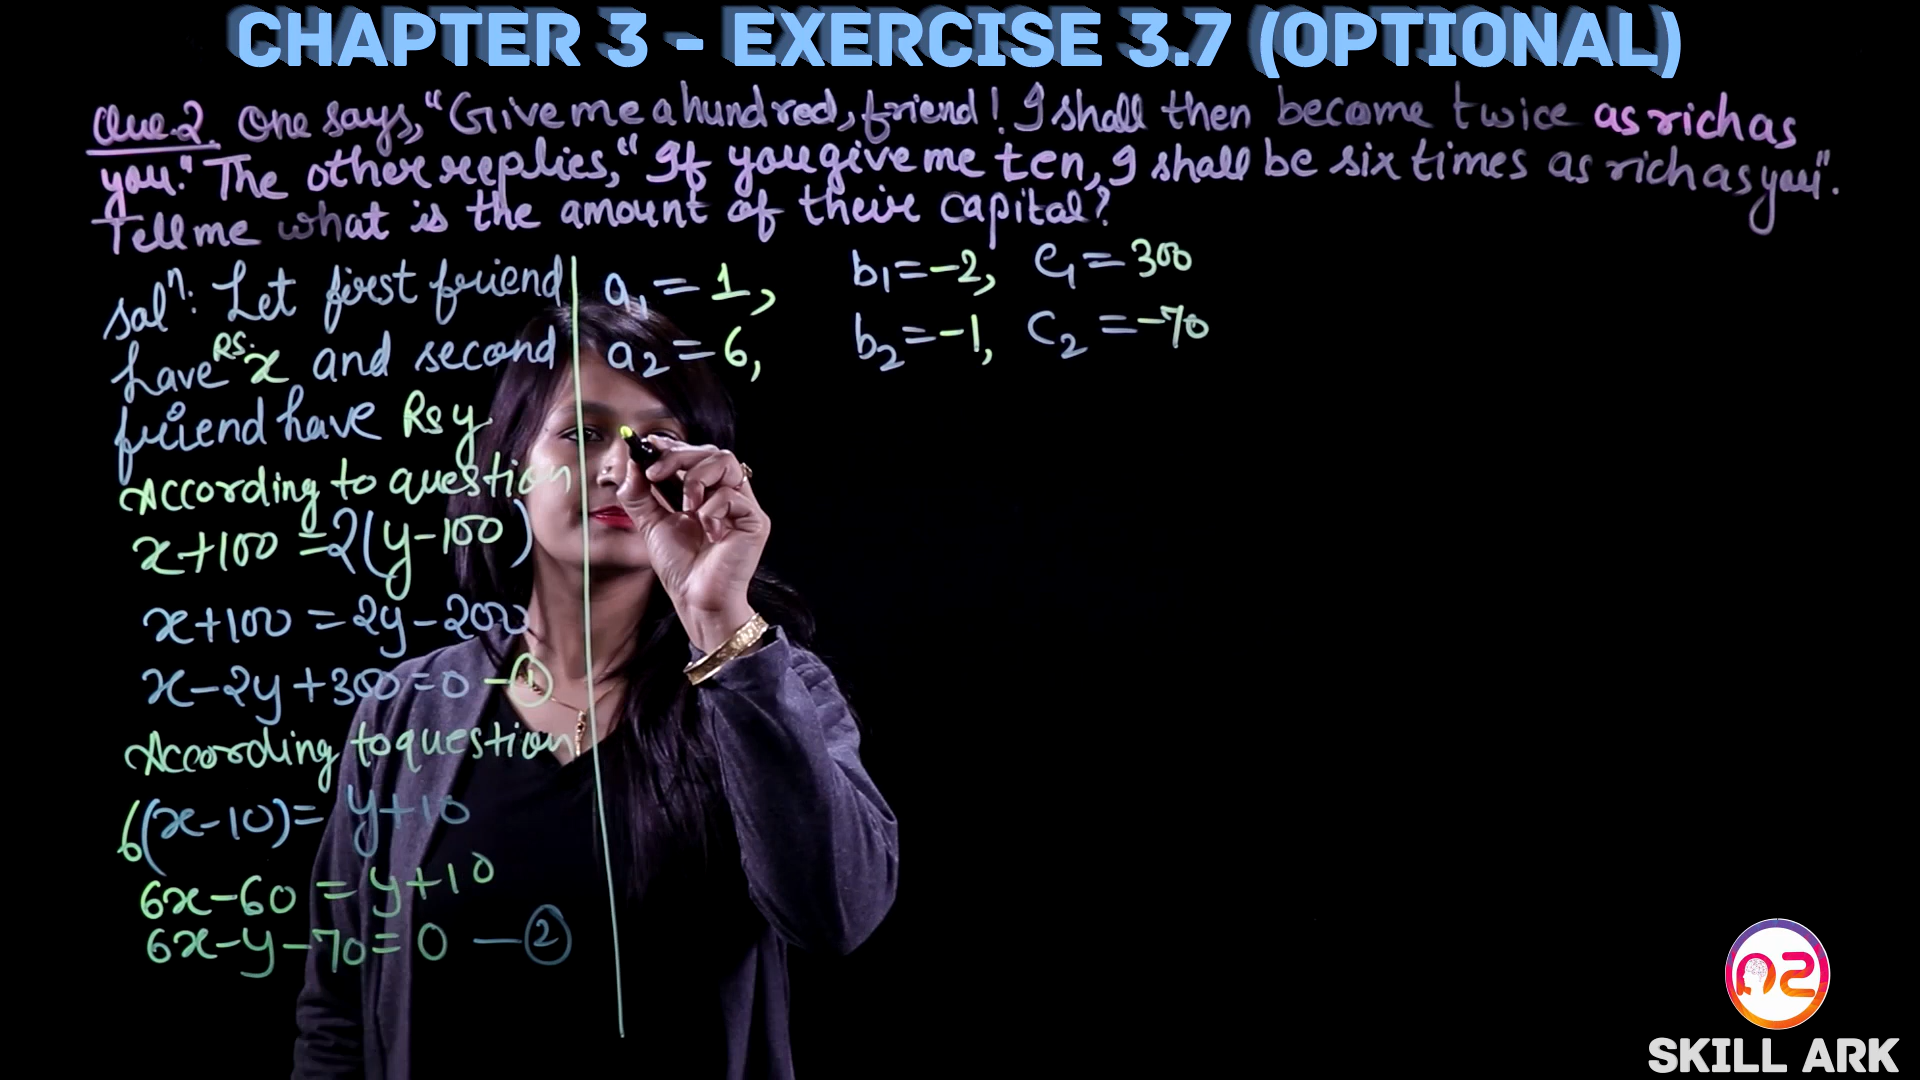 CHAPTER 3 - EXERCISE 3.7 (OPTIONAL)
Que.2. One says, "Give me a hundred, friend! I shall then become twice as rich as
you." The other replies, "If you give me ten, I shall be six times as rich as you".
Tell me what is the amount of their capital?
solⁿ: Let first friend
have RS. x and second
friend have Rs y
According to question
x+100 = 2(y-100)
x+100 = 2y-200
x-2y+300=0 -①
According to question
6(x-10)= y+10
6x-60 = y+10
6x-y-70=0 -②
a₁ = 1, b₁=-2, C₁=300
a₂ = 6, b₂=-1, C₂=-70
SKILL ARK